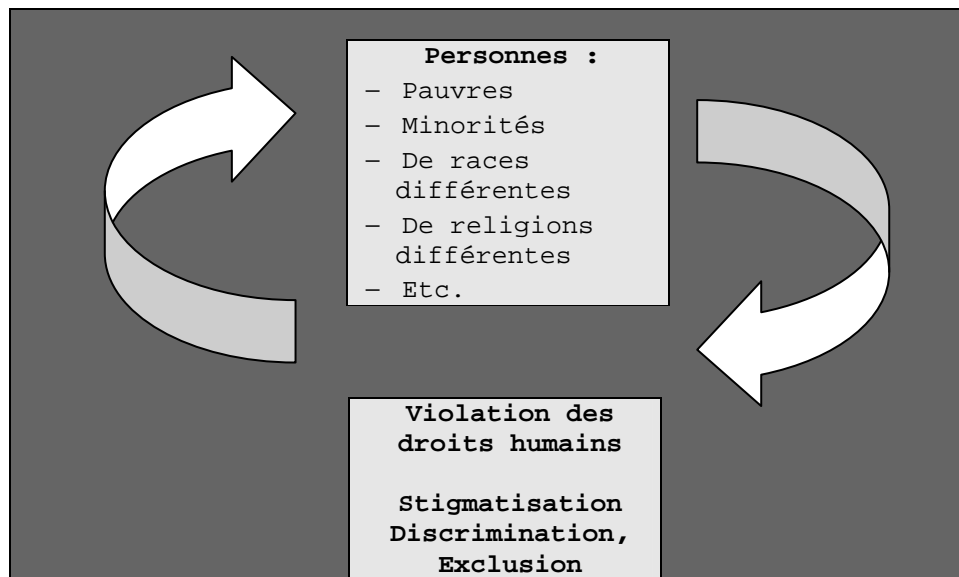 Personnes :
– Pauvres
– Minorités
– De races
différentes
– De religions
différentes
– Etc.
Violation des
droits humains
Stigmatisation
Discrimination,
Exclusion